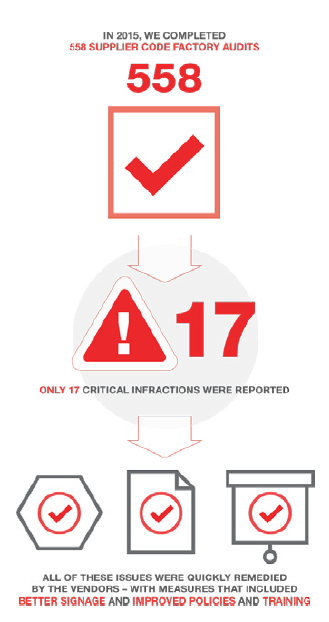 IN 2015, WE COMPLETED
558 SUPPLIER CODE FACTORY AUDITS
558
!
17
ONLY 17 CRITICAL INFRACTIONS WERE REPORTED
ALL OF THESE ISSUES WERE QUICKLY REMEDIED
BY THE VENDORS – WITH MEASURES THAT INCLUDED
BETTER SIGNAGE AND IMPROVED POLICIES AND TRAINING